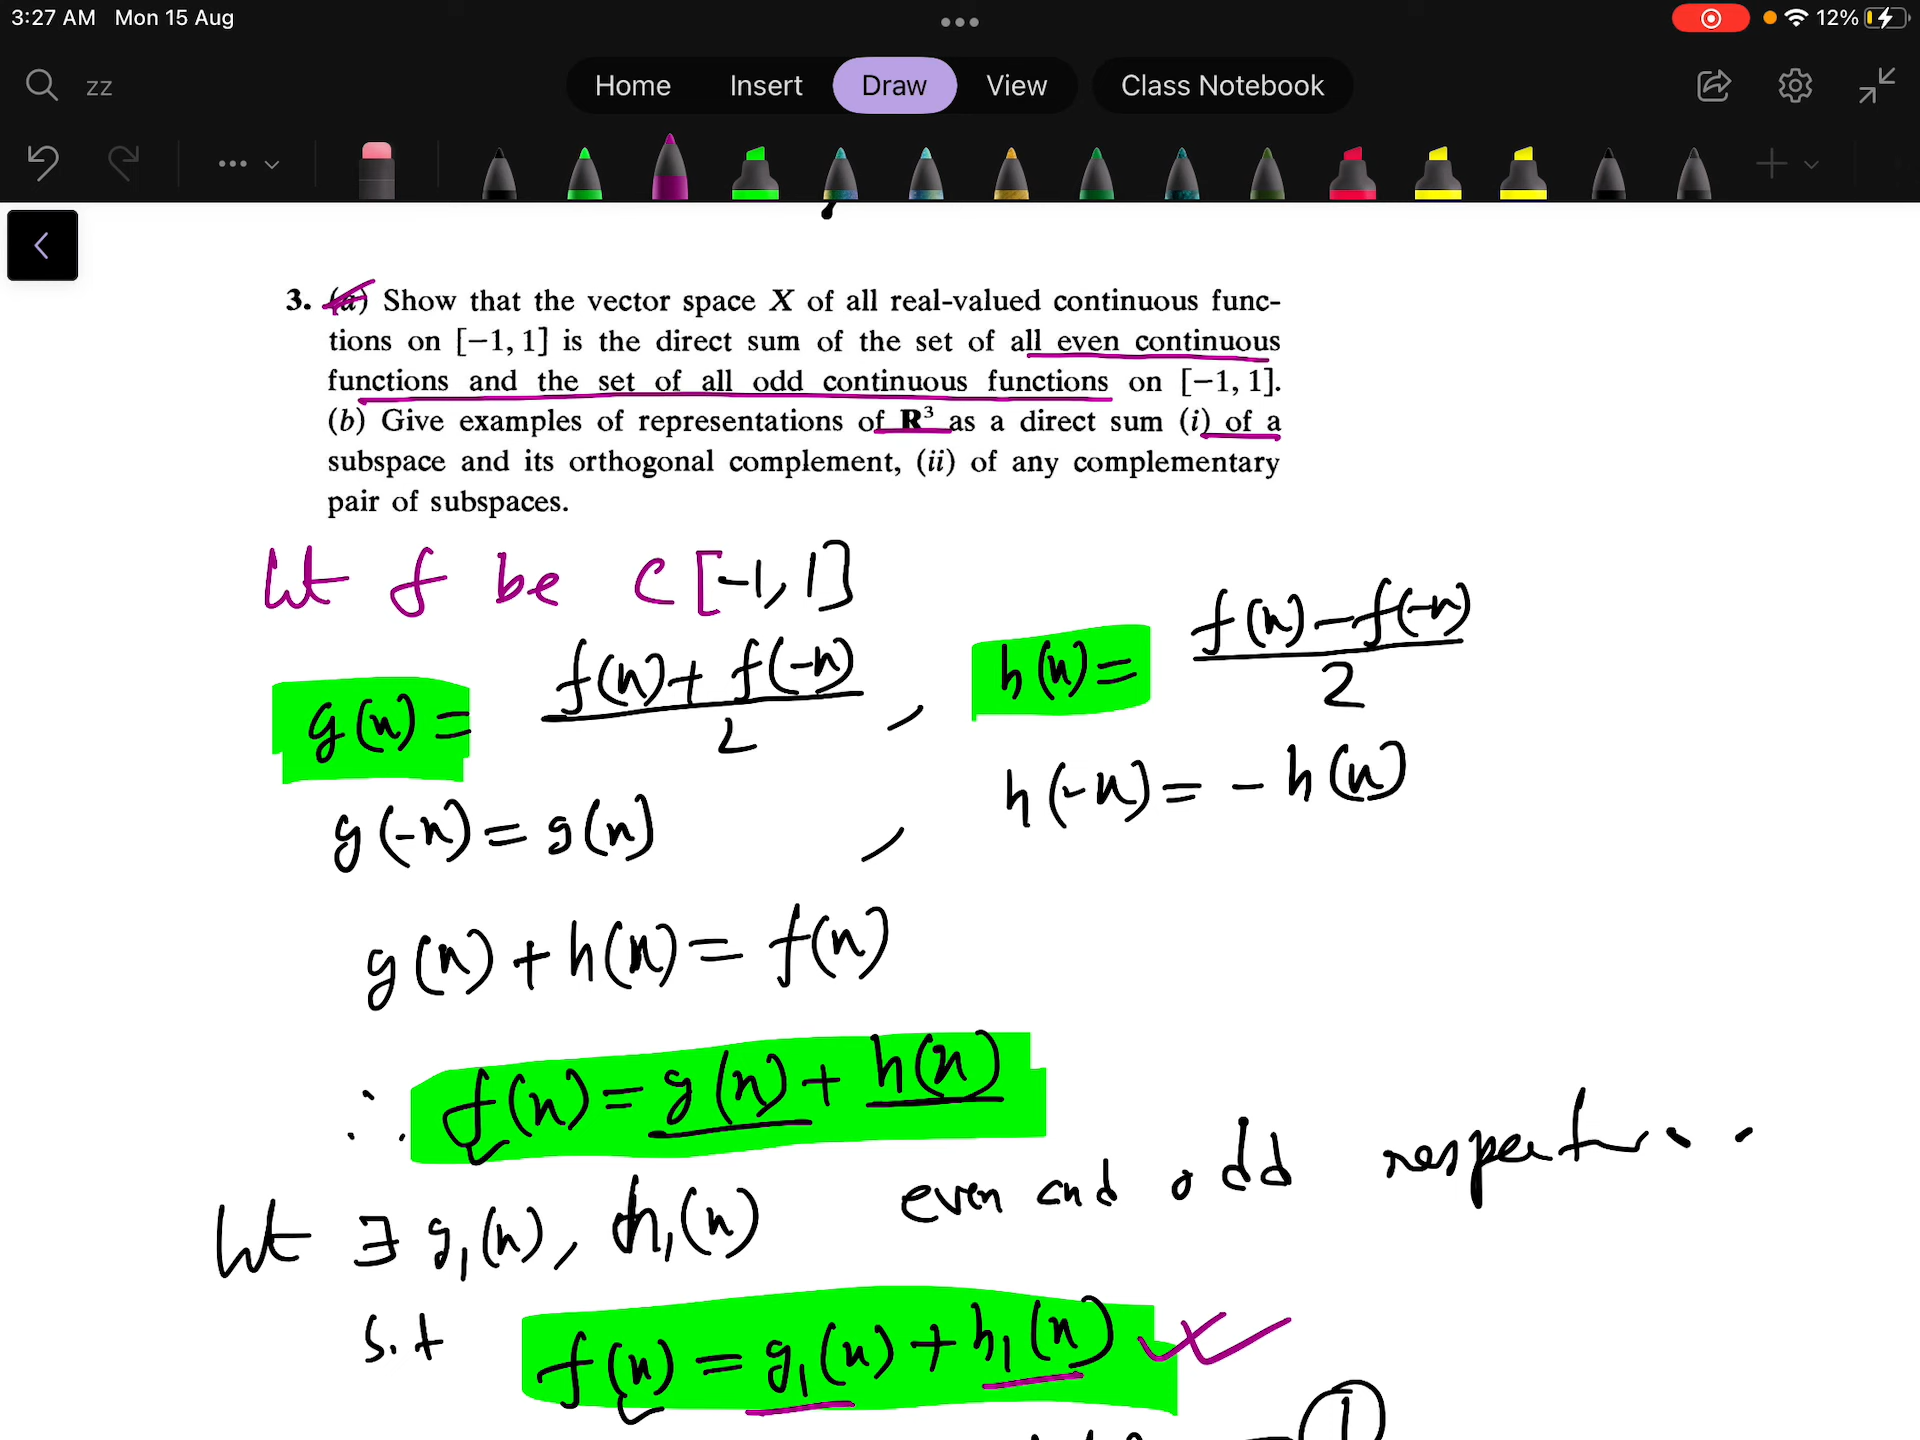 3:27 AM Mon 15 Aug
12%
zz
Home Insert Draw View Class Notebook
3. (a) Show that the vector space X of all real-valued continuous func-
tions on [−1, 1] is the direct sum of the set of all even continuous
functions and the set of all odd continuous functions on [−1, 1].
(b) Give examples of representations of R³ as a direct sum (i) of a
subspace and its orthogonal complement, (ii) of any complementary
pair of subspaces.
let f be C[-1, 1]
g(x) = (f(x) + f(-x))/2 , h(x) = (f(x) - f(-x))/2
g(-x) = g(x) , h(-x) = - h(x)
g(x) + h(x) = f(x)
∴ f(x) = g(x) + h(x)
let ∃ g₁(x), h₁(x) even and odd
s.t f(x) = g₁(x) + h₁(x)
①